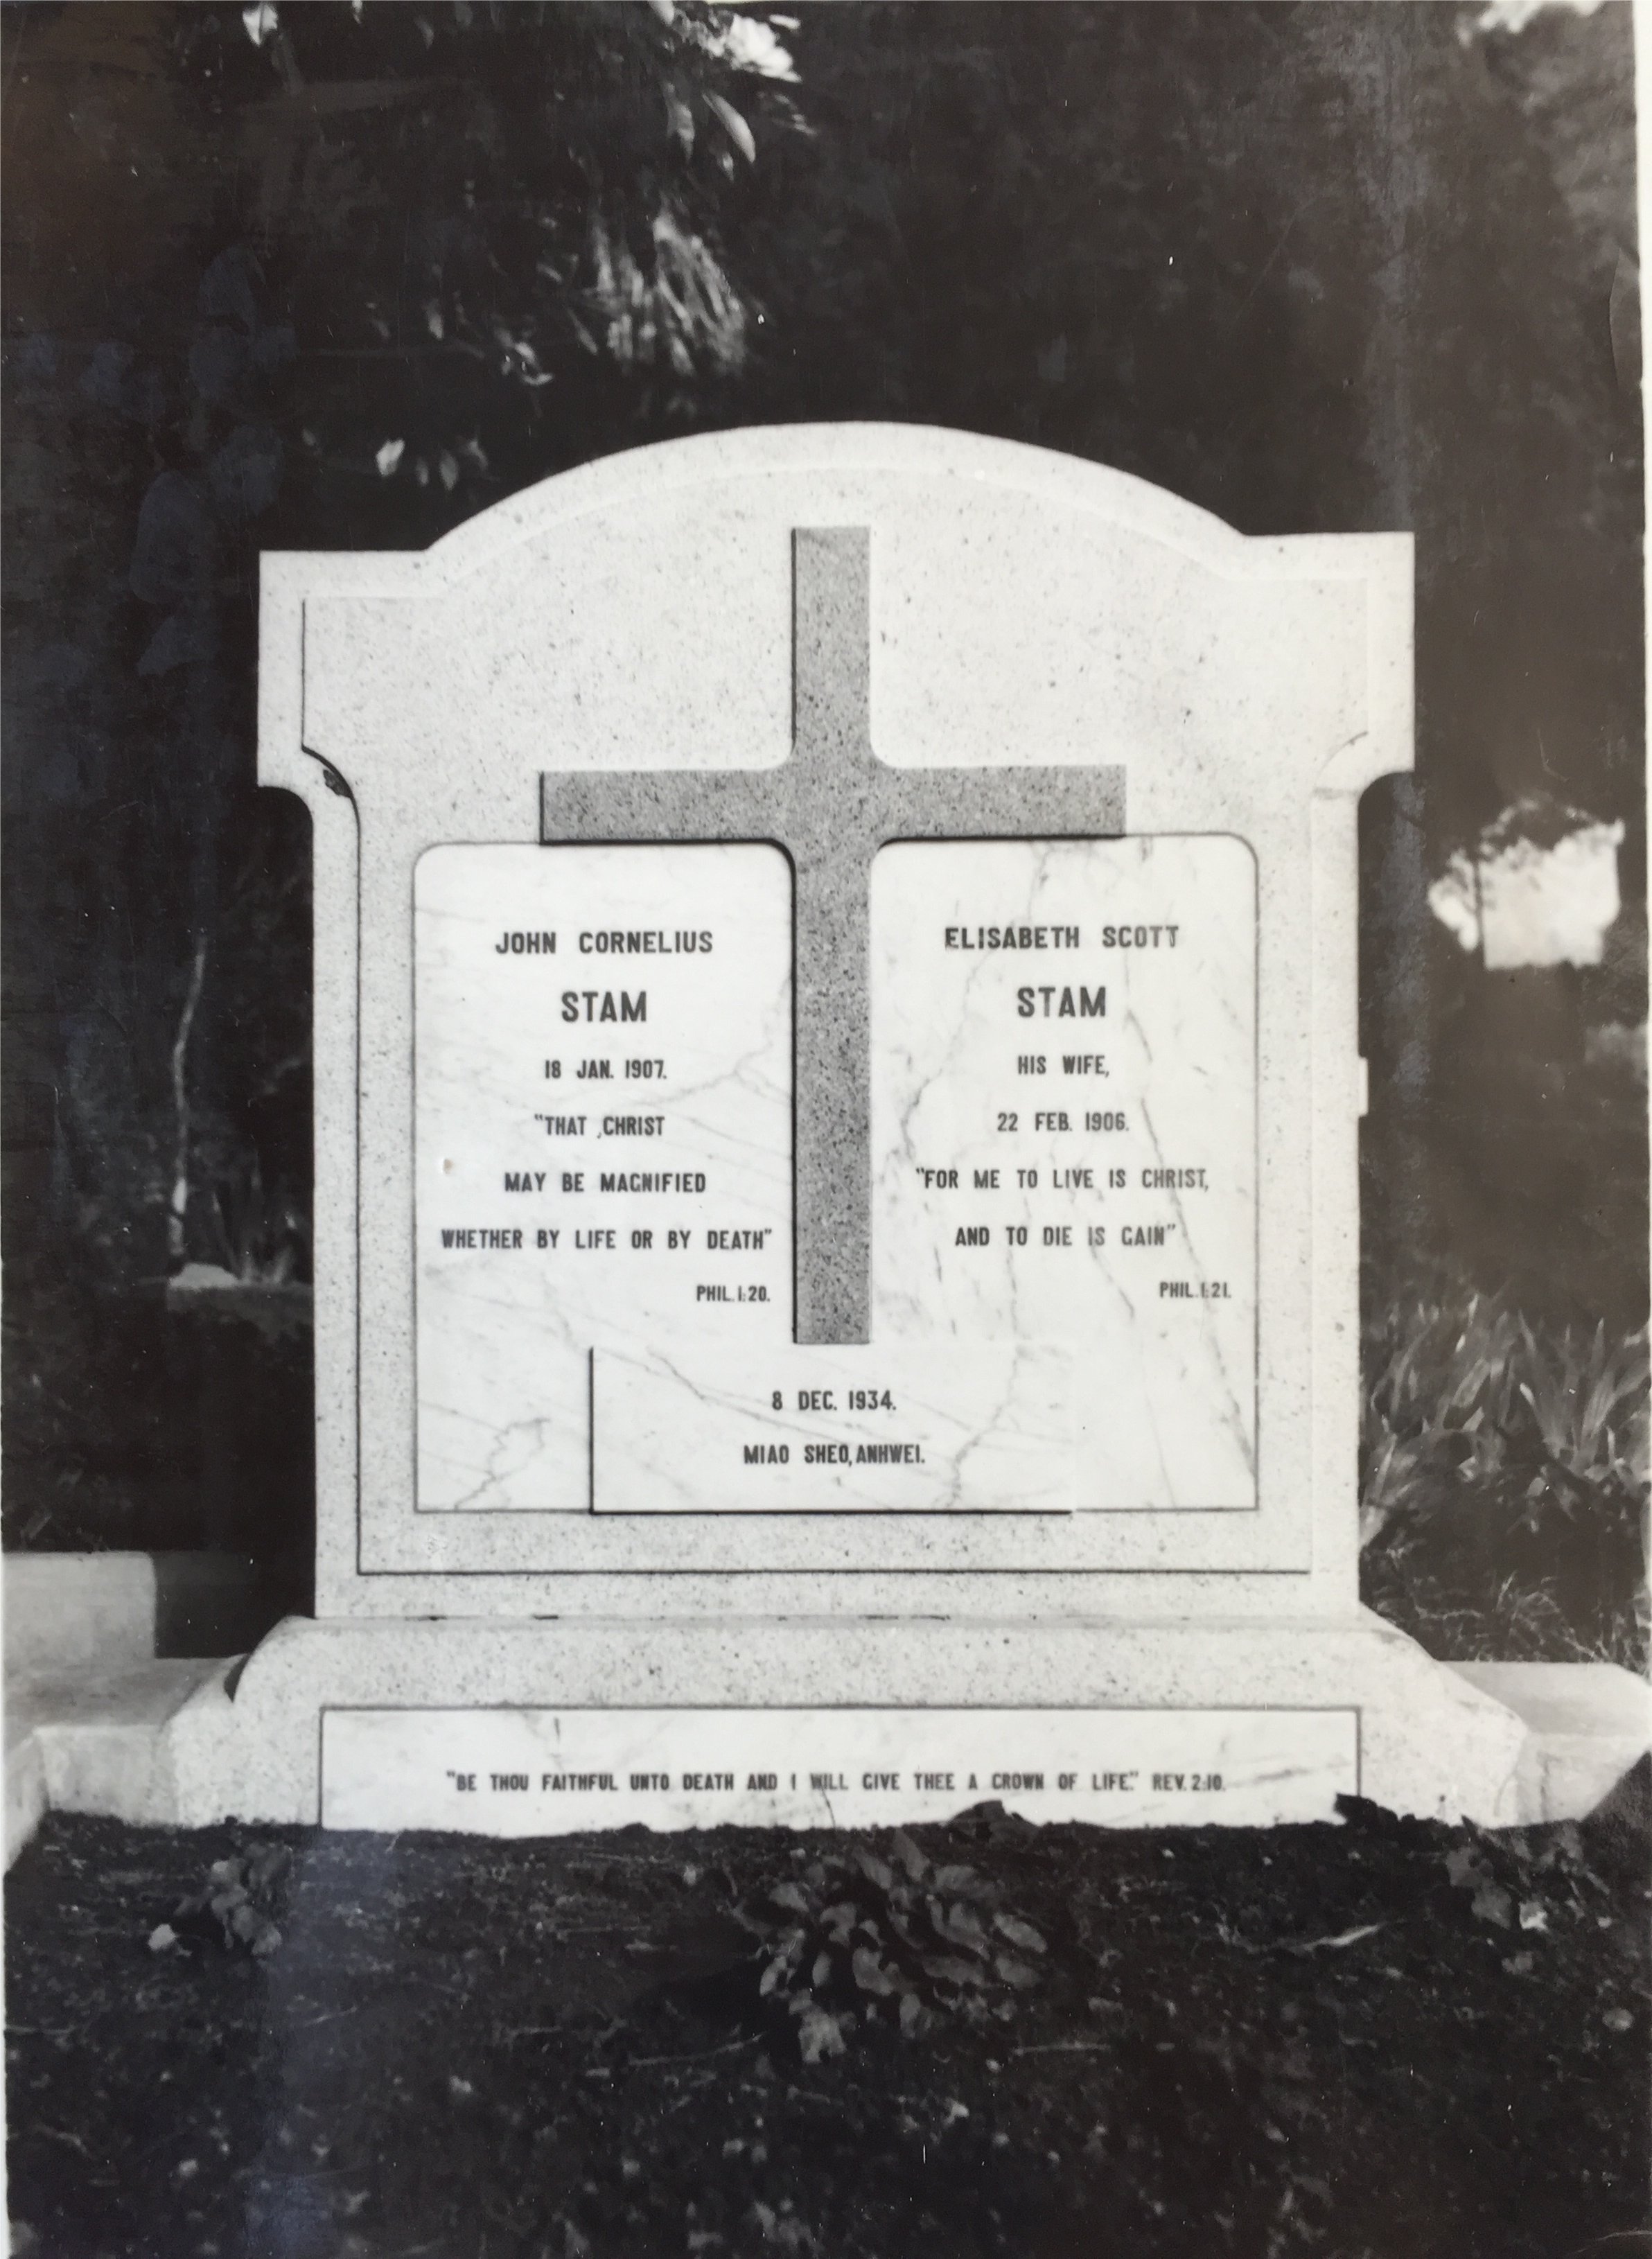 JOHN CORNELIUS
STAM
18 JAN. 1907.
"THAT CHRIST
MAY BE MAGNIFIED
WHETHER BY LIFE OR BY DEATH"
PHIL. 1:20.
ELISABETH SCOTT
STAM
HIS WIFE,
22 FEB. 1906.
"FOR ME TO LIVE IS CHRIST,
AND TO DIE IS GAIN"
PHIL. 1:21.
8 DEC. 1934.
MIAO SHEO, ANHWEI.
"BE THOU FAITHFUL UNTO DEATH AND I WILL GIVE THEE A CROWN OF LIFE." REV. 2:10.